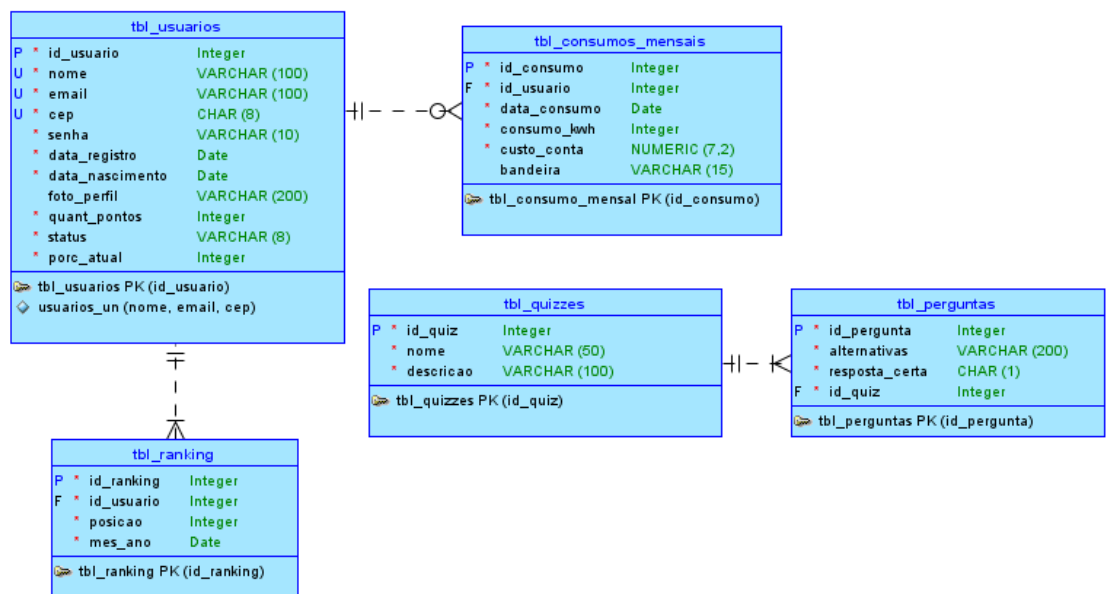 tbl_usuarios
P * id_usuario Integer
U * nome VARCHAR (100)
U * email VARCHAR (100)
U * cep CHAR (8)
* senha VARCHAR (10)
* data_registro Date
* data_nascimento Date
foto_perfil VARCHAR (200)
* quant_pontos Integer
* status VARCHAR (8)
* porc_atual Integer
tbl_usuarios PK (id_usuario)
usuarios_un (nome, email, cep)
tbl_consumos_mensais
P * id_consumo Integer
F * id_usuario Integer
* data_consumo Date
* consumo_kwh Integer
* custo_conta NUMERIC (7,2)
bandeira VARCHAR (15)
tbl_consumo_mensal PK (id_consumo)
tbl_quizzes
P * id_quiz Integer
* nome VARCHAR (50)
* descricao VARCHAR (100)
tbl_quizzes PK (id_quiz)
tbl_perguntas
P * id_pergunta Integer
* alternativas VARCHAR (200)
* resposta_certa CHAR (1)
F * id_quiz Integer
tbl_perguntas PK (id_pergunta)
tbl_ranking
P * id_ranking Integer
F * id_usuario Integer
* posicao Integer
* mes_ano Date
tbl_ranking PK (id_ranking)